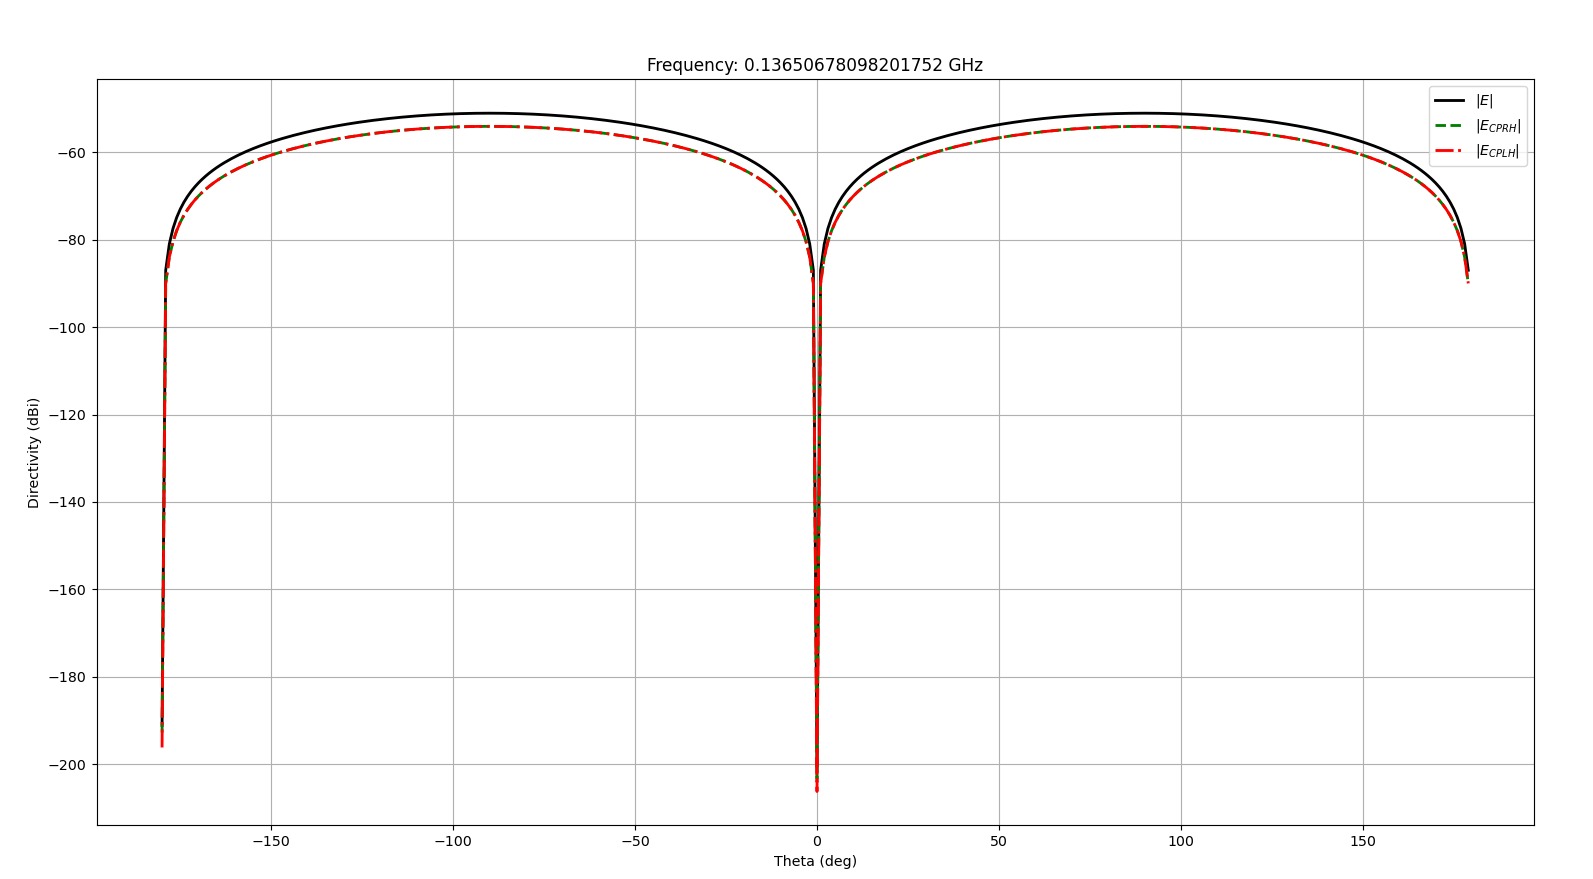 Frequency: 0.13650678098201752 GHz
|E|
|E_CPRH|
|E_CPLH|
−60
−80
−100
−120
−140
−160
−180
−200
Directivity (dBi)
−150
−100
−50
0
50
100
150
Theta (deg)